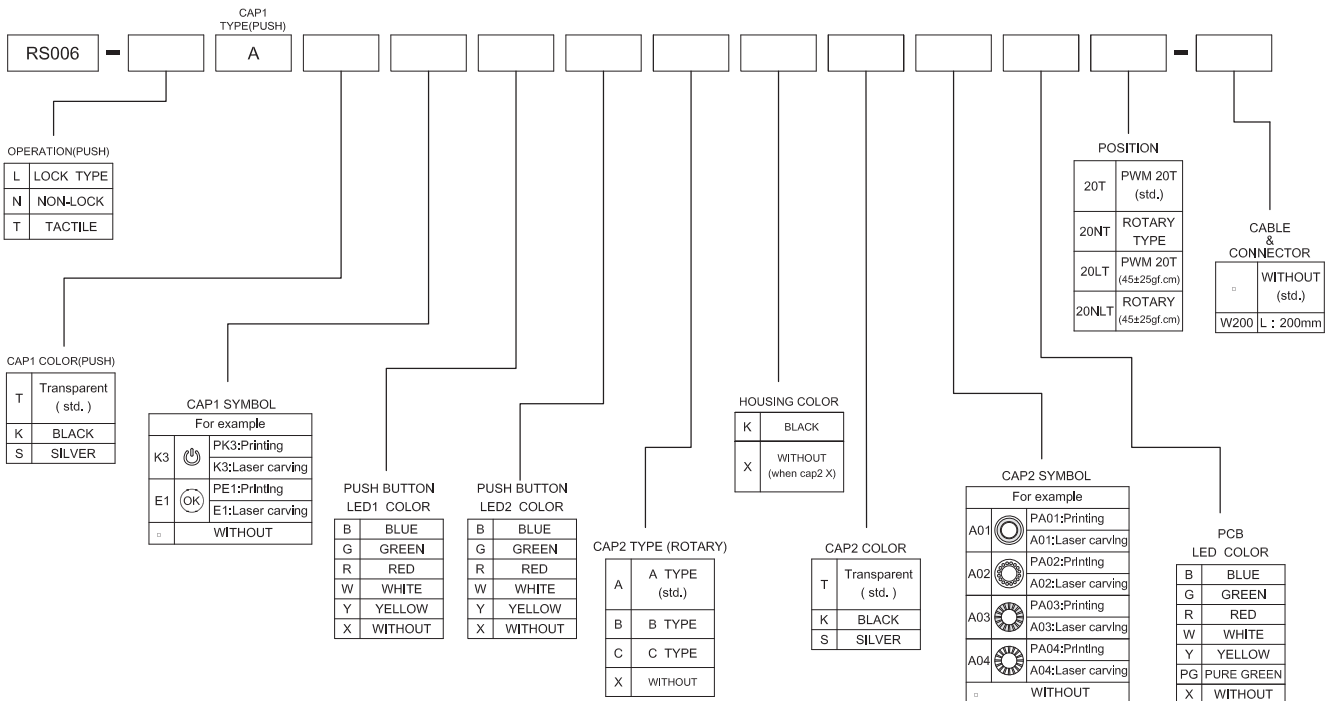 CAP1
TYPE(PUSH)
RS006 - A -
OPERATION(PUSH)
L LOCK TYPE
N NON-LOCK
T TACTILE
CAP1 COLOR(PUSH)
T Transparent
( std. )
K BLACK
S SILVER
CAP1 SYMBOL
For example
K3 PK3:Printing
K3:Laser carving
E1 OK PE1:Printing
E1:Laser carving
▫ WITHOUT
PUSH BUTTON
LED1 COLOR
B BLUE
G GREEN
R RED
W WHITE
Y YELLOW
X WITHOUT
PUSH BUTTON
LED2 COLOR
B BLUE
G GREEN
R RED
W WHITE
Y YELLOW
X WITHOUT
CAP2 TYPE (ROTARY)
A A TYPE
(std.)
B B TYPE
C C TYPE
X WITHOUT
HOUSING COLOR
K BLACK
X WITHOUT
(when cap2 X)
CAP2 COLOR
T Transparent
( std. )
K BLACK
S SILVER
CAP2 SYMBOL
For example
A01 PA01:Printing
A01:Laser carving
A02 PA02:Printing
A02:Laser carving
A03 PA03:Printing
A03:Laser carving
A04 PA04:Printing
A04:Laser carving
▫ WITHOUT
PCB
LED COLOR
B BLUE
G GREEN
R RED
W WHITE
Y YELLOW
PG PURE GREEN
X WITHOUT
POSITION
20T PWM 20T
(std.)
20NT ROTARY
TYPE
20LT PWM 20T
(45±25gf.cm)
20NLT ROTARY
(45±25gf.cm)
CABLE
&
CONNECTOR
▫ WITHOUT
(std.)
W200 L : 200mm